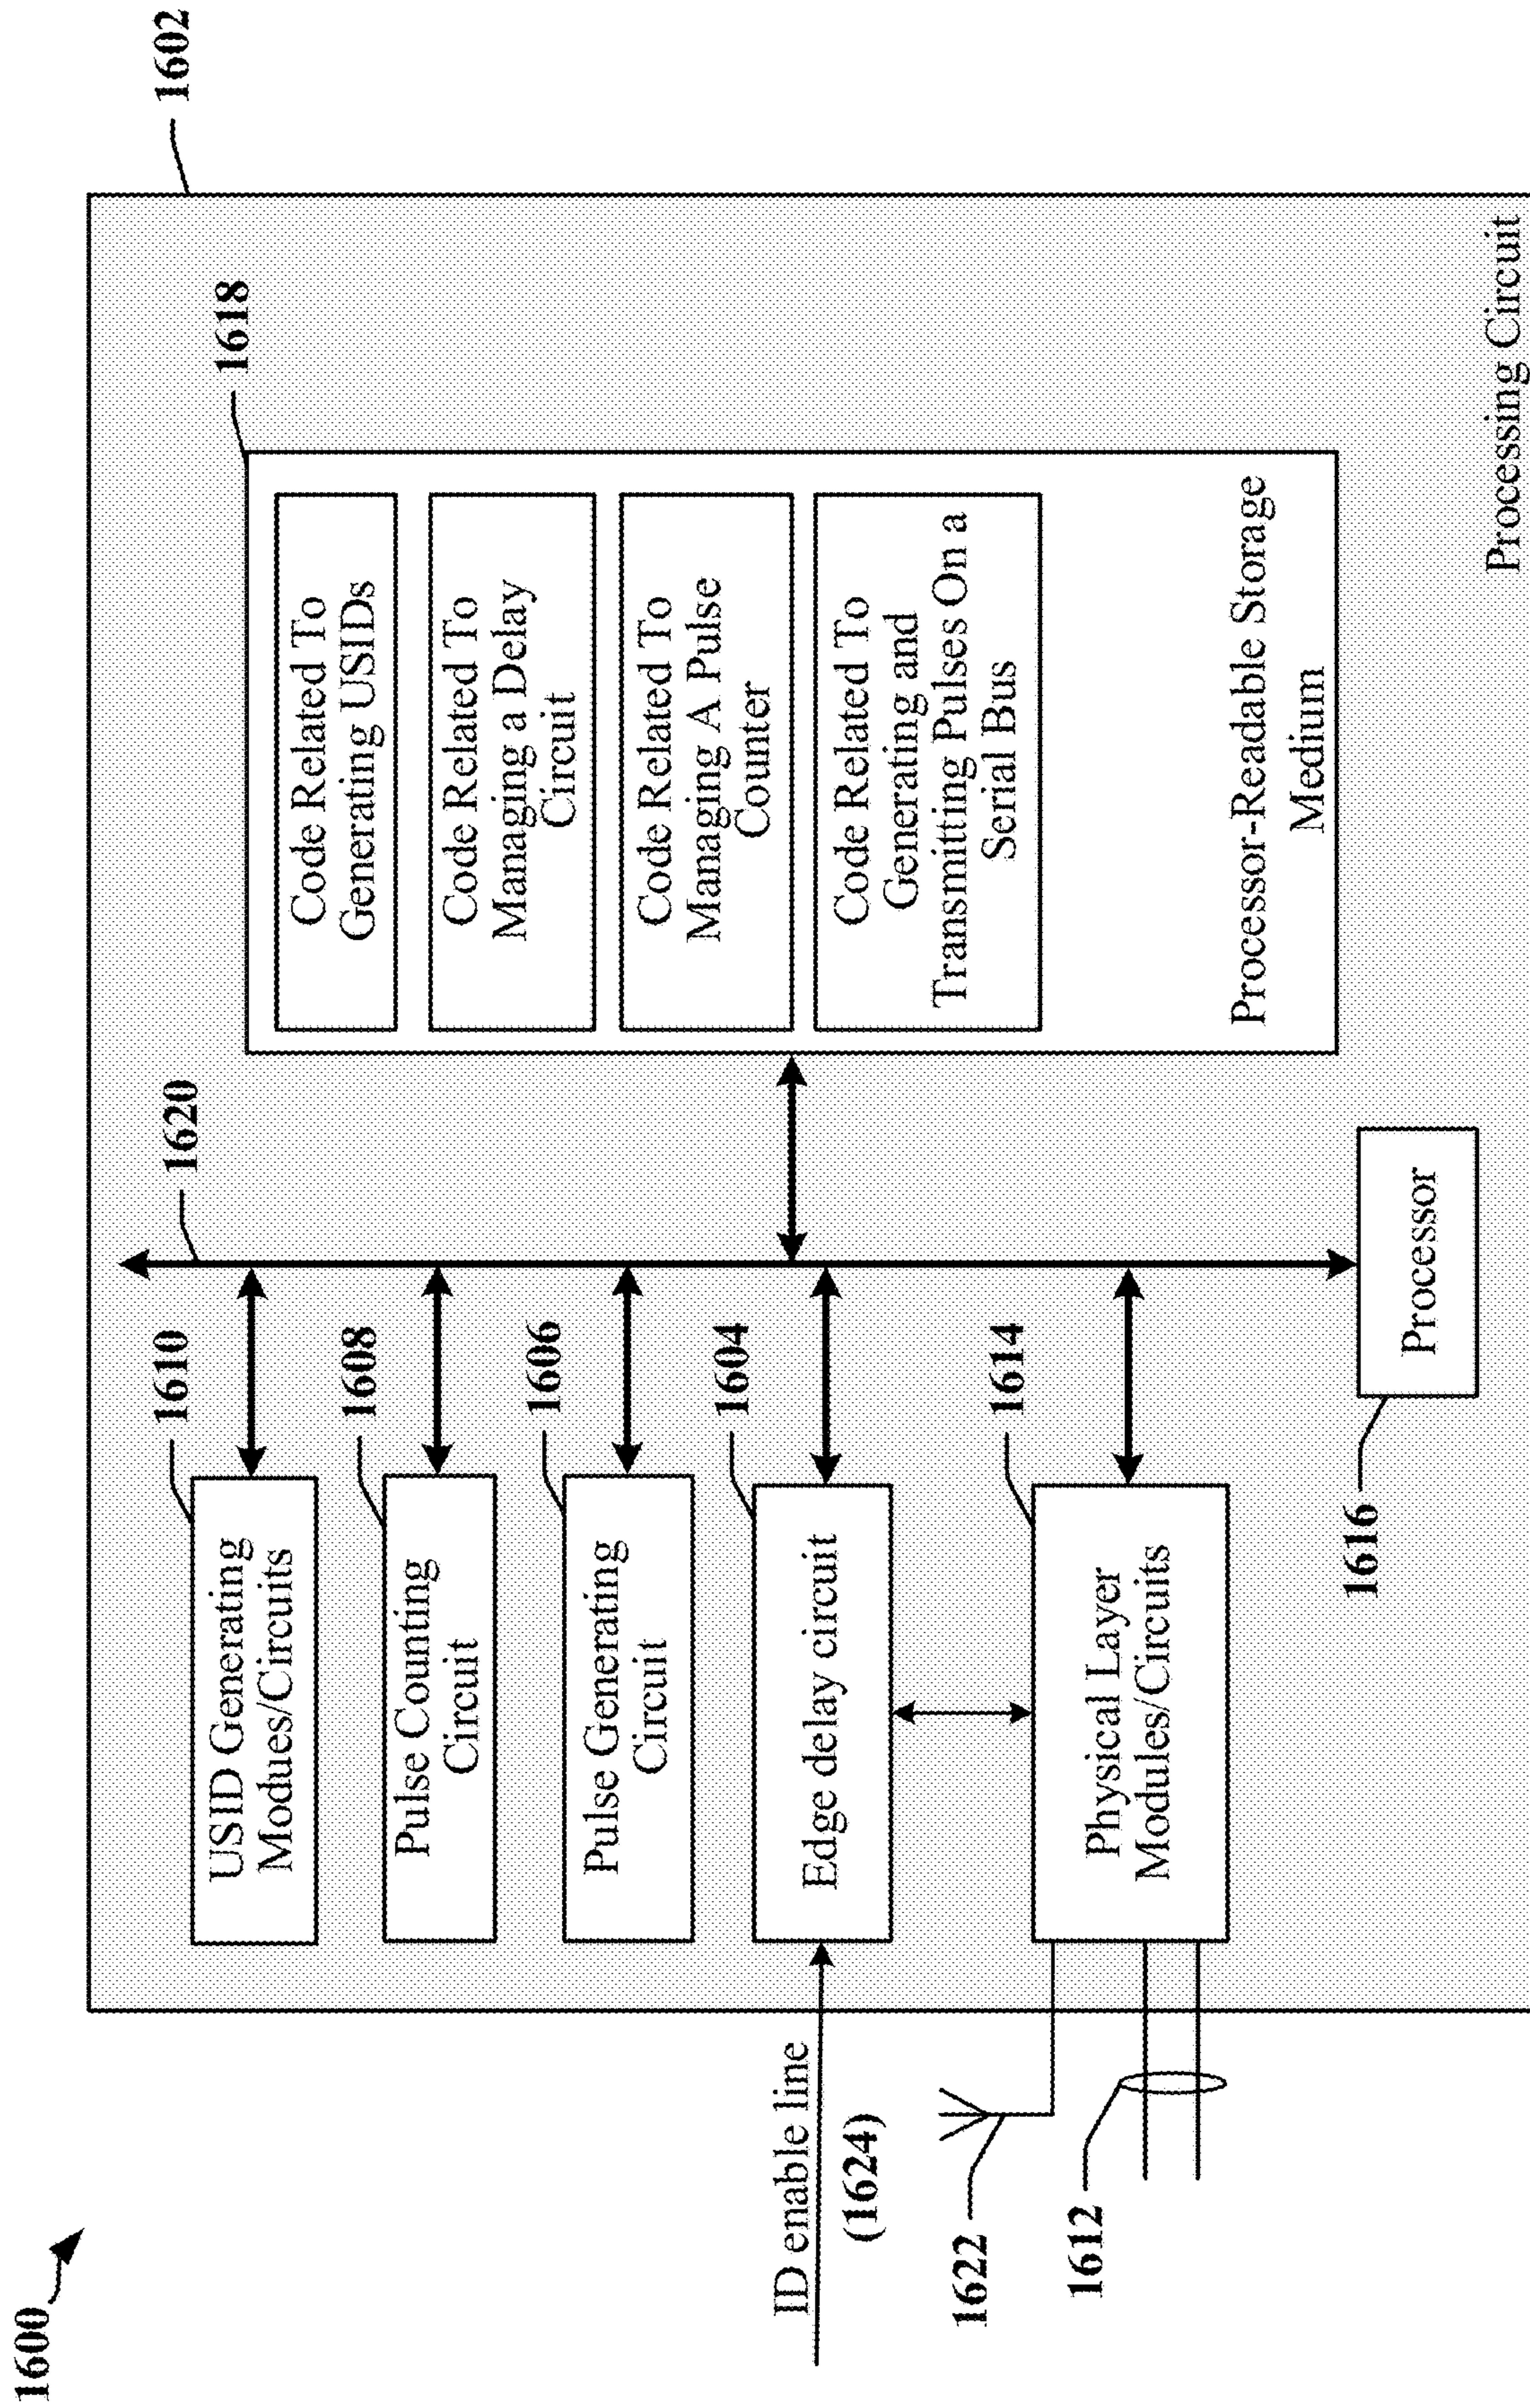 1600
1602
1610
USID Generating
Modues/Circuits
1608
Pulse Counting
Circuit
1606
Pulse Generating
Circuit
1604
Edge delay circuit
ID enable line
(1624)
1614
Physical Layer
Modules/Circuits
1622
1612
1616
Processor
1620
1618
Code Related To
Generating USIDs
Code Related To
Managing a Delay
Circuit
Code Related To
Managing A Pulse
Counter
Code Related To
Generating and
Transmitting Pulses On a
Serial Bus
Processor-Readable Storage
Medium
Processing Circuit